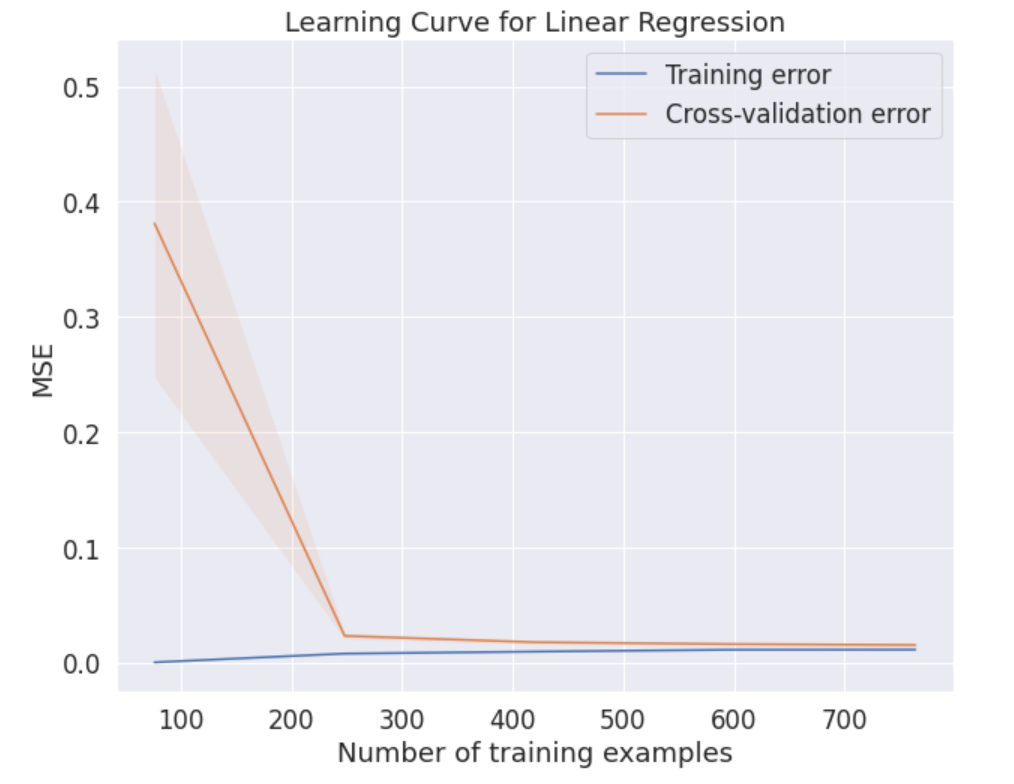 Learning Curve for Linear Regression
Training error
Cross-validation error
0.5
0.4
0.3
0.2
0.1
0.0
MSE
100 200 300 400 500 600 700
Number of training examples